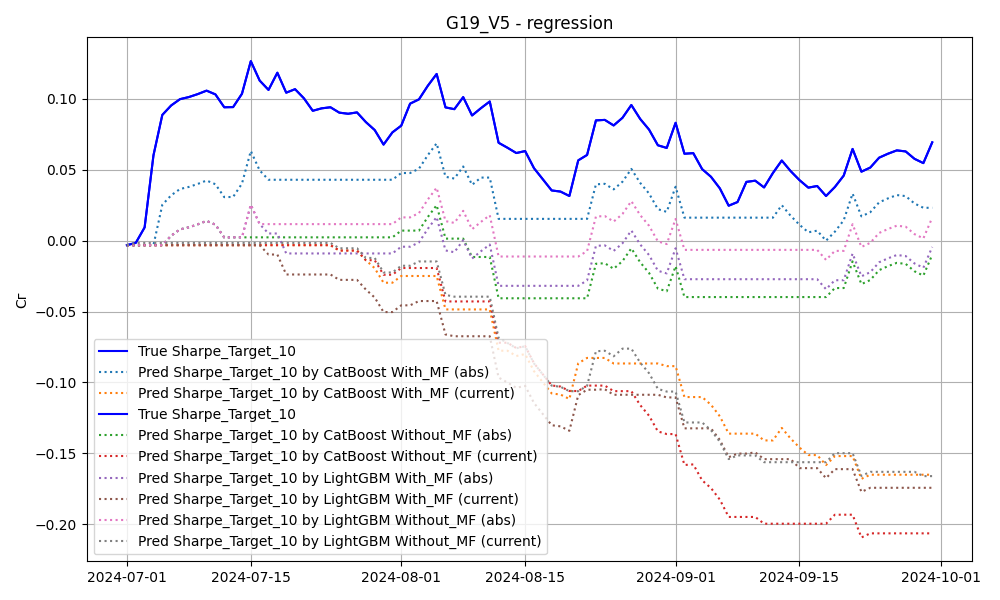 G19_V5 - regression
Cr
0.10
0.05
0.00
−0.05
−0.10
−0.15
−0.20
True Sharpe_Target_10
Pred Sharpe_Target_10 by CatBoost With_MF (abs)
Pred Sharpe_Target_10 by CatBoost With_MF (current)
True Sharpe_Target_10
Pred Sharpe_Target_10 by CatBoost Without_MF (abs)
Pred Sharpe_Target_10 by CatBoost Without_MF (current)
Pred Sharpe_Target_10 by LightGBM With_MF (abs)
Pred Sharpe_Target_10 by LightGBM With_MF (current)
Pred Sharpe_Target_10 by LightGBM Without_MF (abs)
Pred Sharpe_Target_10 by LightGBM Without_MF (current)
2024-07-01 2024-07-15 2024-08-01 2024-08-15 2024-09-01 2024-09-15 2024-10-01